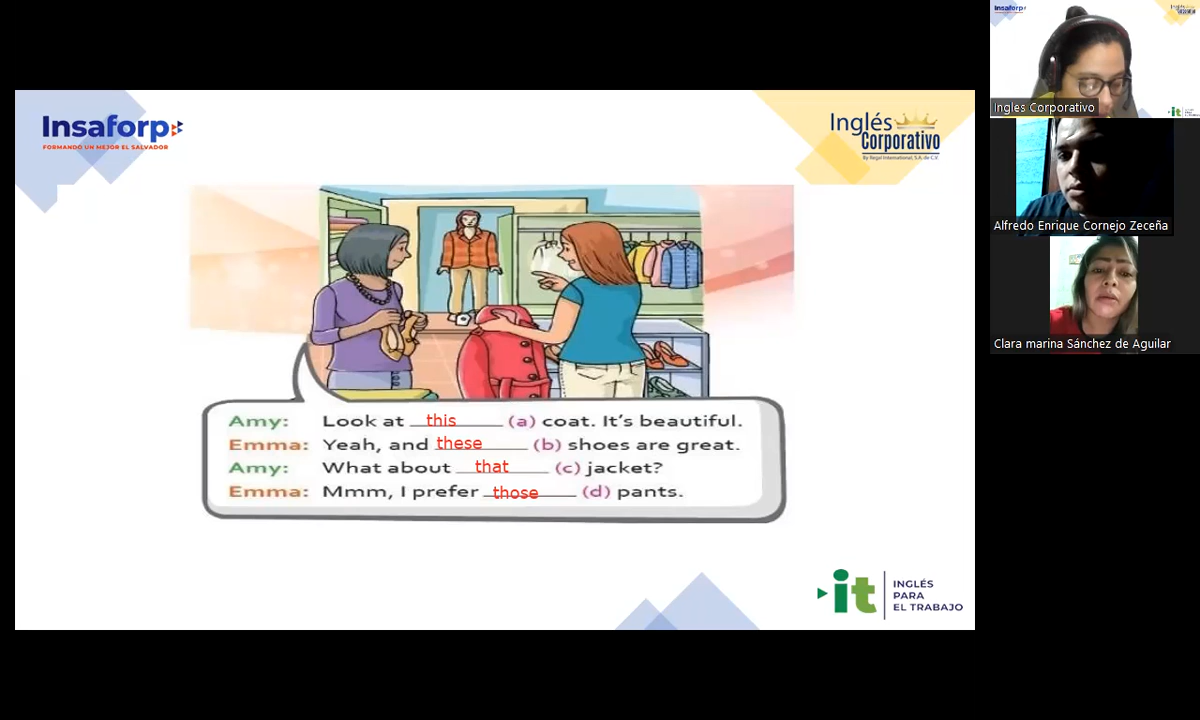 Insaforp
FORMANDO UN MEJOR EL SALVADOR
Inglés
Corporativo
By Regal International, S.A. de C.V.
Amy: Look at this (a) coat. It's beautiful.
Emma: Yeah, and these (b) shoes are great.
Amy: What about that (c) jacket?
Emma: Mmm, I prefer those (d) pants.
it
INGLÉS
PARA
EL TRABAJO
Insaforp
Ingles Corporativo
Alfredo Enrique Cornejo Zeceña
Clara marina Sánchez de Aguilar